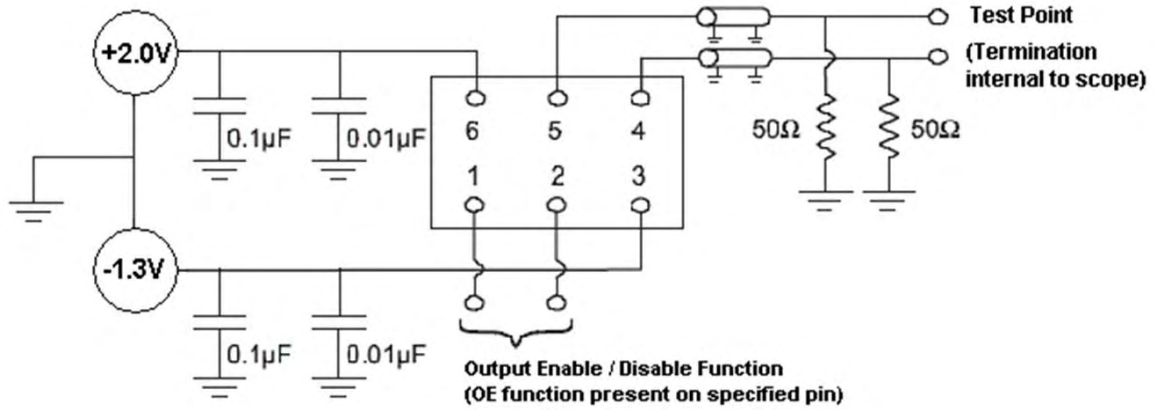 +2.0V
0.1µF
0.01µF
6 5 4
1 2 3
Test Point
(Termination
internal to scope)
50Ω
50Ω
-1.3V
0.1µF
0.01µF
Output Enable / Disable Function
(OE function present on specified pin)